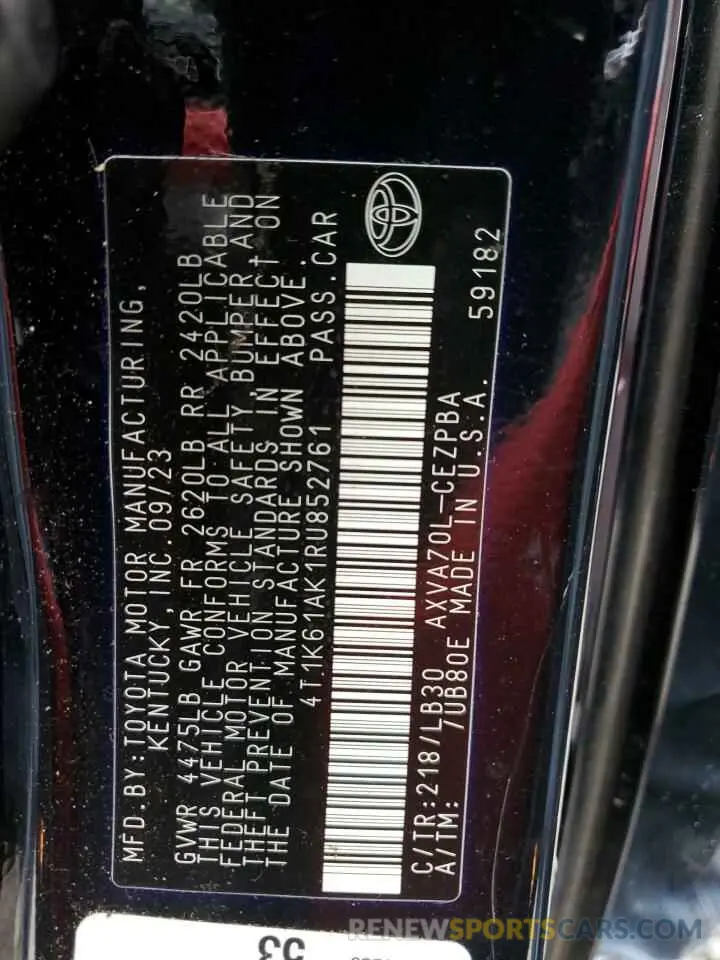 MFD.BY:TOYOTA MOTOR MANUFACTURING,
KENTUCKY, INC.09/23
GVWR 4475LB GAWR FR 2620LB RR 2420LB
THIS VEHICLE CONFORMS TO ALL APPLICABLE
FEDERAL MOTOR VEHICLE SAFETY, BUMPER AND
THEFT PREVENTION STANDARDS IN EFFECT ON
THE DATE OF MANUFACTURE SHOWN ABOVE.
4T1K61AK1RU852761 PASS.CAR
C/TR:218/LB30 AXVA70L-CEZPBA
A/TM: /UB80E MADE IN U.S.A. 59182
53
RENEWSPORTSCARS.COM